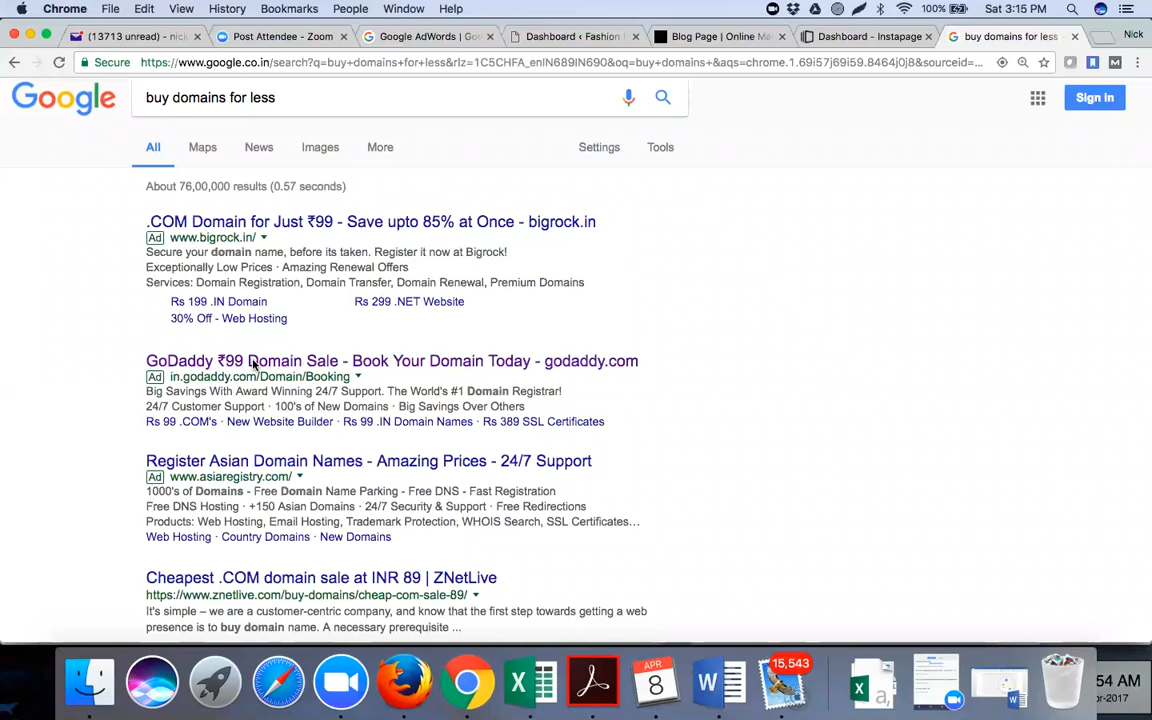 Chrome File Edit View History Bookmarks People Window Help 100% Sat 3:15 PM
(13713 unread) - nick
Post Attendee - Zoom
Google AdWords | Goo
Dashboard ‹ Fashion
Blog Page | Online Ma
Dashboard - Instapage
buy domains for less -
Nick
Secure https://www.google.co.in/search?q=buy+domains+for+less&rlz=1C5CHFA_enIN689IN690&oq=buy+domains+&aqs=chrome.1.69i57j69i59.8464j0j8&sourceid=...
Google
buy domains for less
Sign in
All Maps News Images More Settings Tools
About 76,00,000 results (0.57 seconds)
.COM Domain for Just ₹99 - Save upto 85% at Once - bigrock.in
Ad www.bigrock.in/
Secure your domain name, before its taken. Register it now at Bigrock!
Exceptionally Low Prices · Amazing Renewal Offers
Services: Domain Registration, Domain Transfer, Domain Renewal, Premium Domains
Rs 199 .IN Domain Rs 299 .NET Website
30% Off - Web Hosting
GoDaddy ₹99 Domain Sale - Book Your Domain Today - godaddy.com
Ad in.godaddy.com/Domain/Booking
Big Savings With Award Winning 24/7 Support. The World's #1 Domain Registrar!
24/7 Customer Support · 100's of New Domains · Big Savings Over Others
Rs 99 .COM's · New Website Builder · Rs 99 .IN Domain Names · Rs 389 SSL Certificates
Register Asian Domain Names - Amazing Prices - 24/7 Support
Ad www.asiaregistry.com/
1000's of Domains - Free Domain Name Parking - Free DNS - Fast Registration
Free DNS Hosting · +150 Asian Domains · 24/7 Security & Support · Free Redirections
Products: Web Hosting, Email Hosting, Trademark Protection, WHOIS Search, SSL Certificates...
Web Hosting · Country Domains · New Domains
Cheapest .COM domain sale at INR 89 | ZNetLive
https://www.znetlive.com/buy-domains/cheap-com-sale-89/
It's simple – we are a customer-centric company, and know that the first step towards getting a web
presence is to buy domain name. A necessary prerequisite ...
APR
8
15,543
:54 AM
-2017